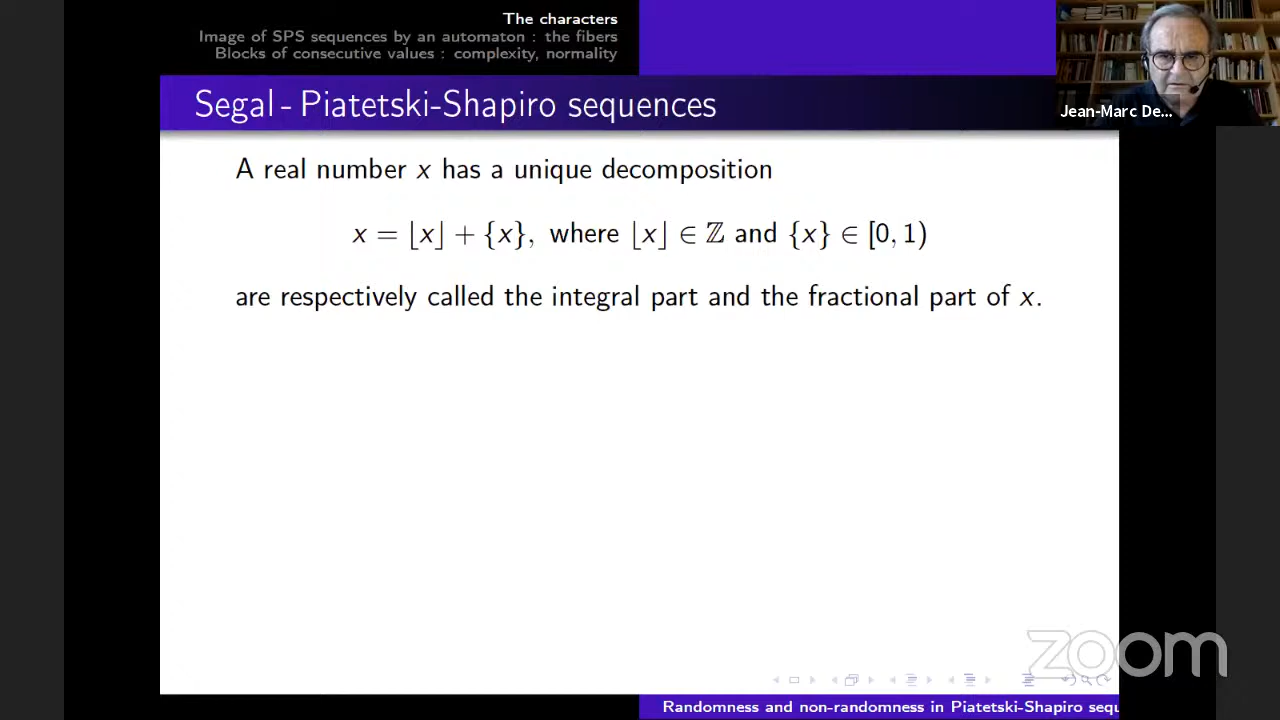 The characters
Image of SPS sequences by an automaton : the fibers
Blocks of consecutive values : complexity, normality
Segal - Piatetski-Shapiro sequences
Jean-Marc De...
A real number x has a unique decomposition
x = ⌊x⌋ + {x}, where ⌊x⌋ ∈ ℤ and {x} ∈ [0, 1)
are respectively called the integral part and the fractional part of x.
zoom
Randomness and non-randomness in Piatetski-Shapiro sequ